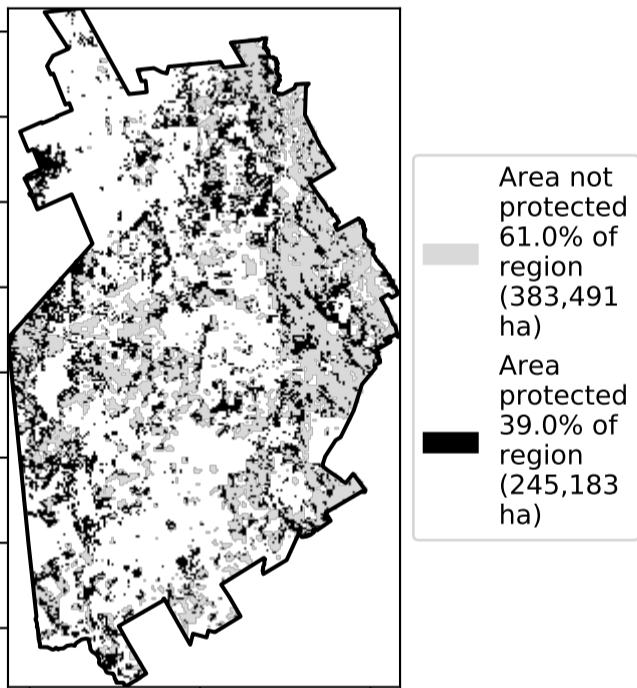 Area not
protected
61.0% of
region
(383,491
ha)
Area
protected
39.0% of
region
(245,183
ha)